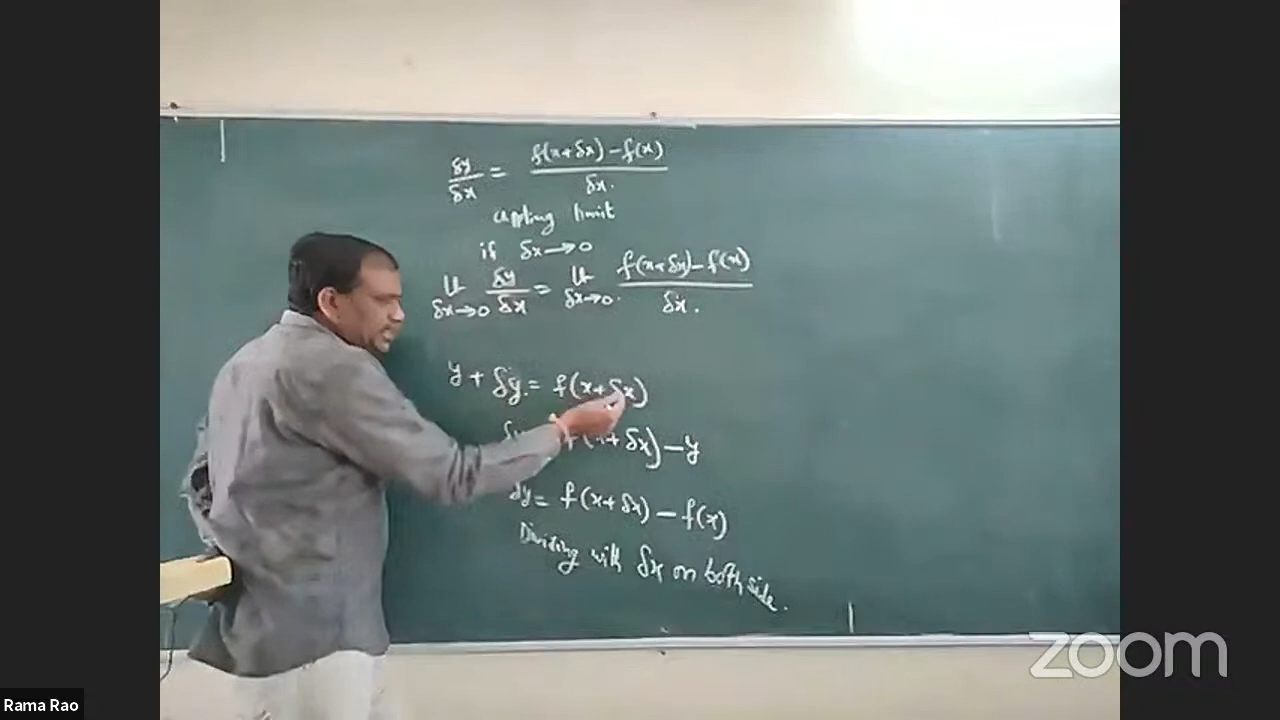 δy/δx = f(x+δx) - f(x)/δx.
Appling limit
if δx→0
Lt δx→0 δy/δx = Lt δx→0. f(x+δx) - f(x)/δx.
y + δy. = f(x+δx)
f(x+δx) - y
δy = f(x+δx) - f(x)
Dividing with δx on both side.
zoom
Rama Rao